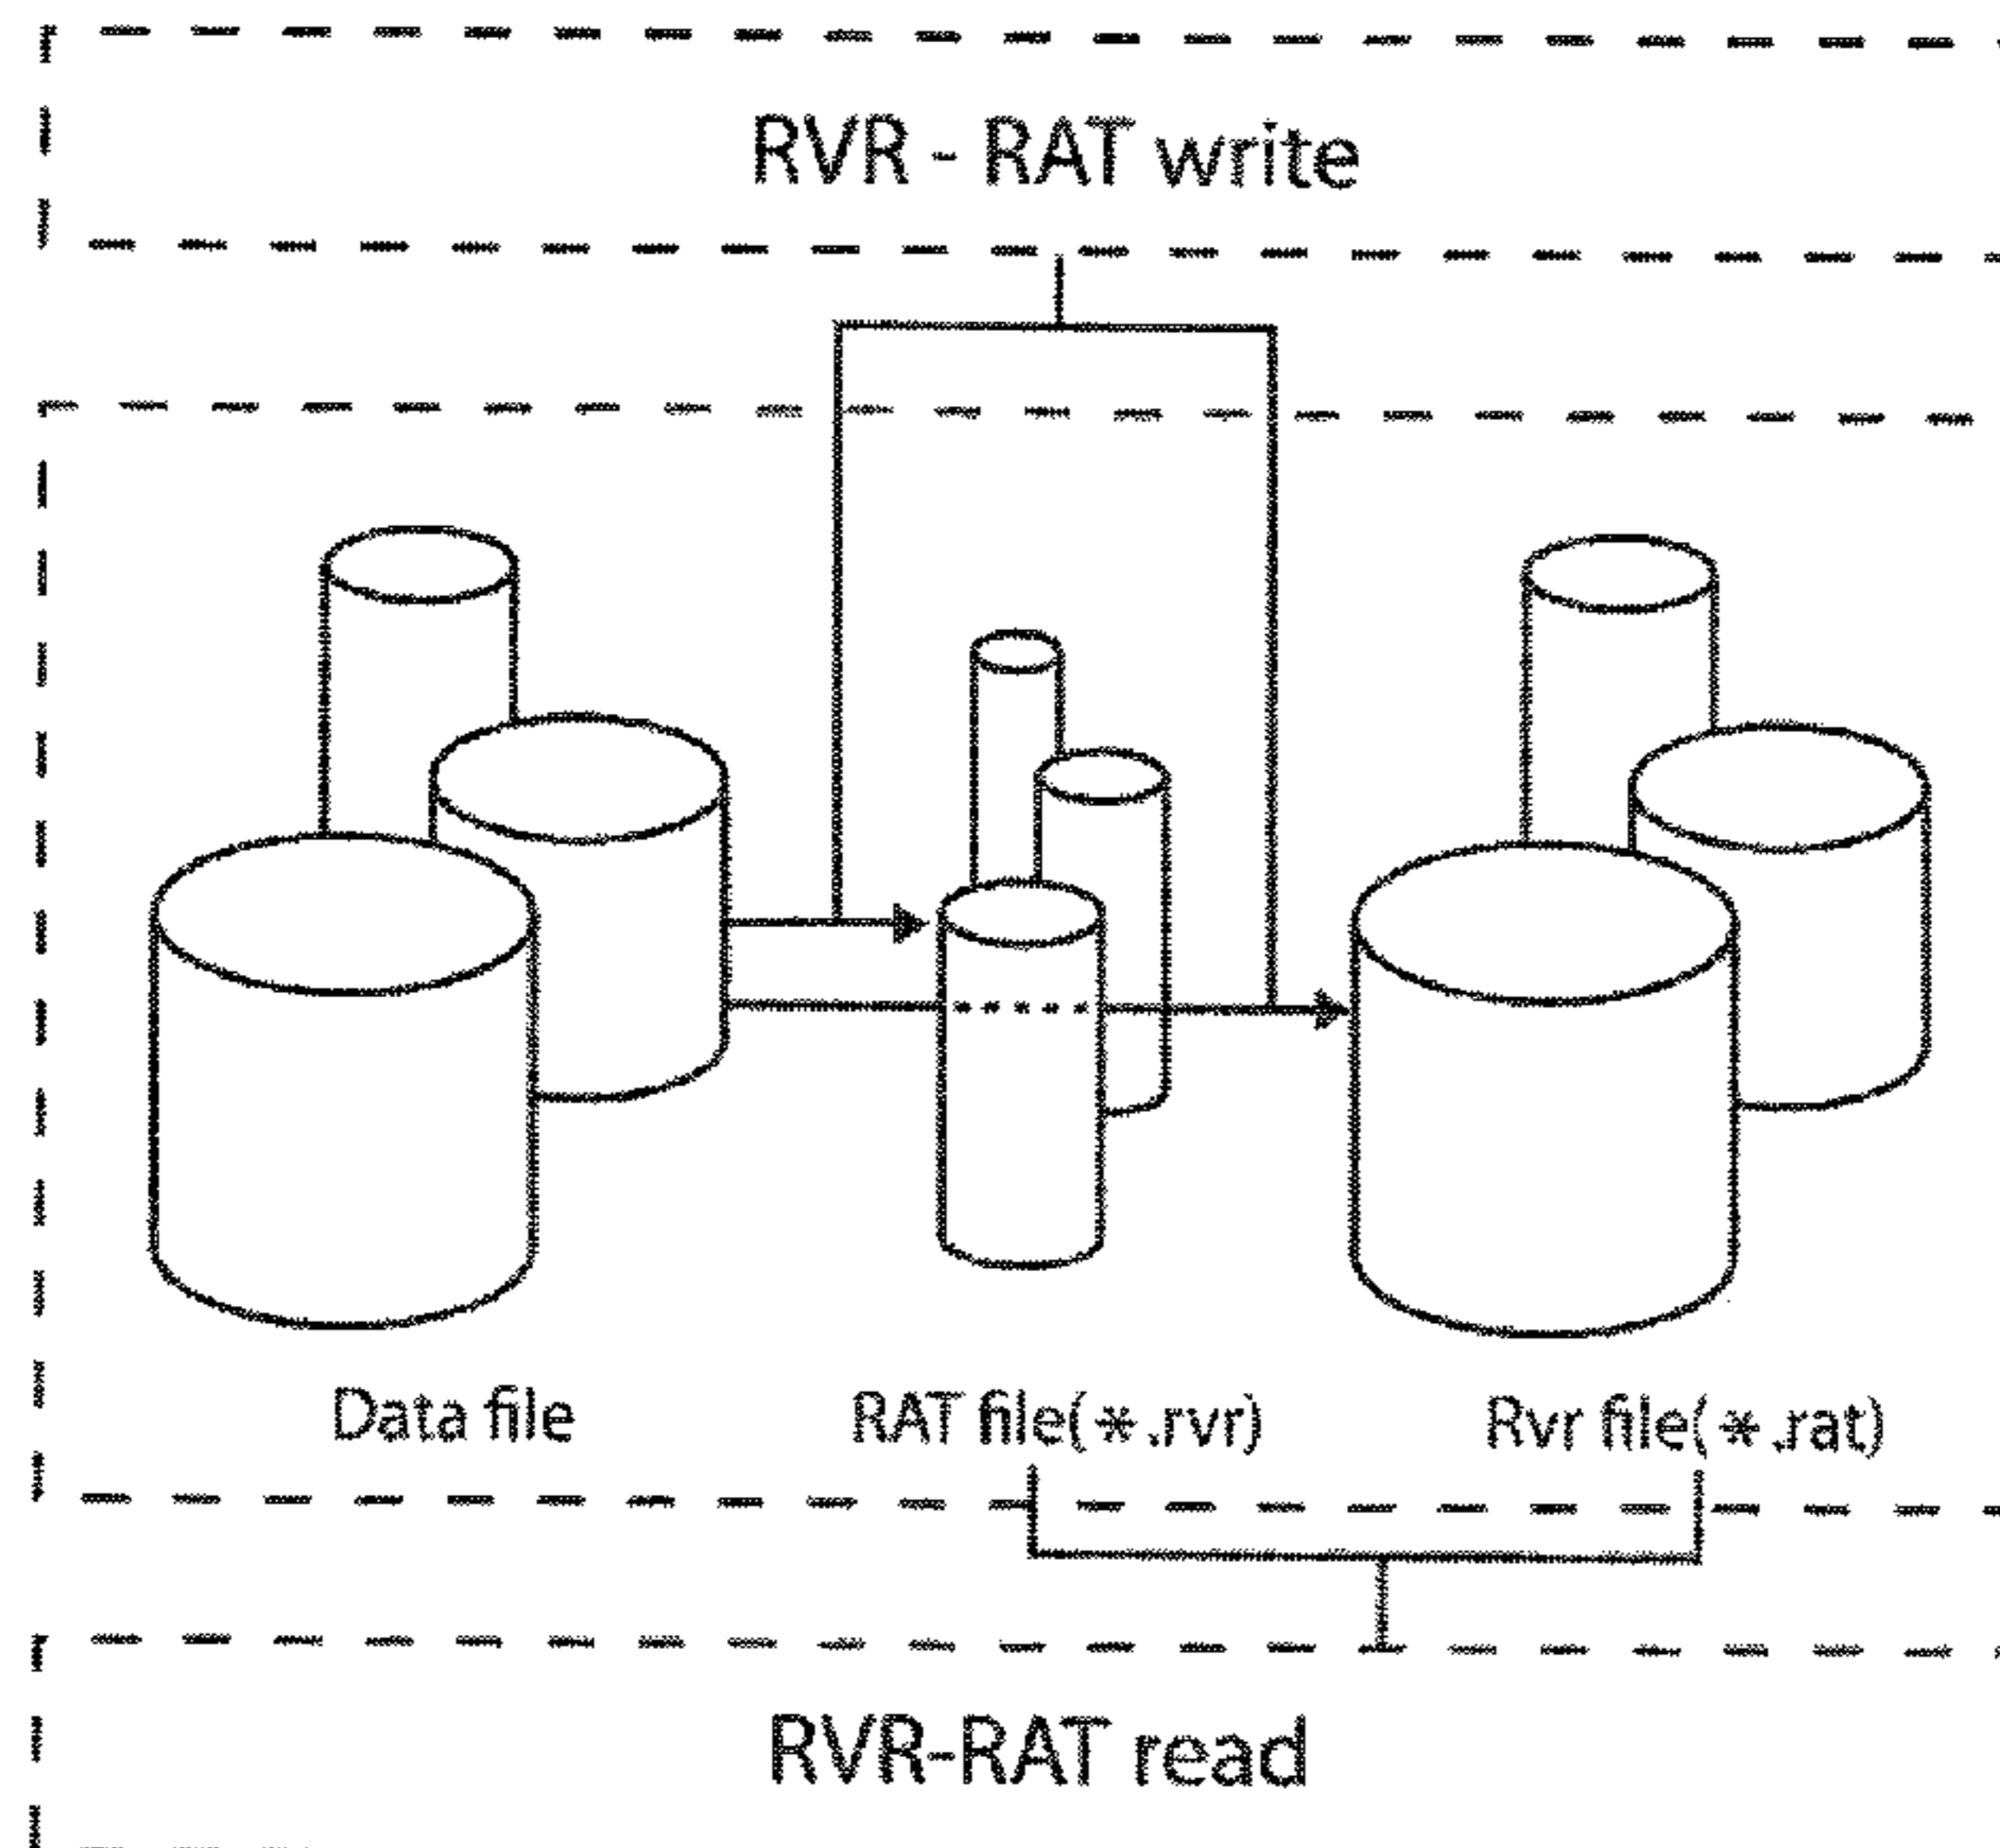 RVR - RAT write
Data file
RAT file(*.rvr)
Rvr file(*.rat)
RVR-RAT read